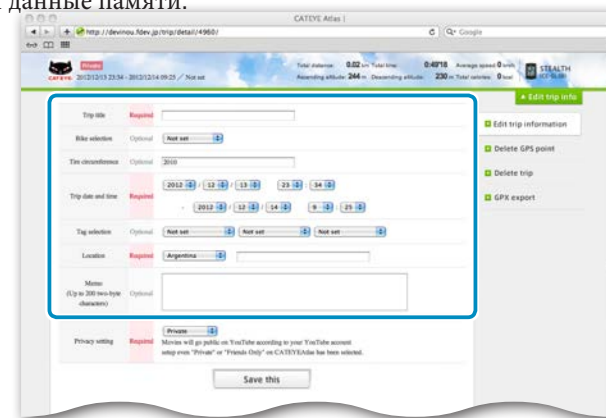 данные памяти.
CATEYE Atlas |
http://devinou.fdev.jp/trip/detail/4960/
Google
CATEYE
Private
2012/12/13 23:34 - 2012/12/14 09:25 / Not set
Total distance 0.02 km Total time 0:49'18 Average speed 0 km/h
Ascending altitude 244 m Descending altitude 230 m Total calories 0 kcal
STEALTH
Edit trip info
Trip title Required
Bike selection Optional Not set
Tire circumference Optional 2010
Trip date and time Required 2012 / 12 / 13 23 : 34
- 2012 / 12 / 14 9 : 25
Tag selection Optional Not set Not set Not set
Location Required Argentina
Memo
(Up to 200 two-byte characters) Optional
Privacy setting Required Private
Movies will go public on YouTube according to your YouTube account
setup even "Private" or "Friends Only" on CATEYEAtlas has been selected.
Save this
Edit trip information
Delete GPS point
Delete trip
GPX export